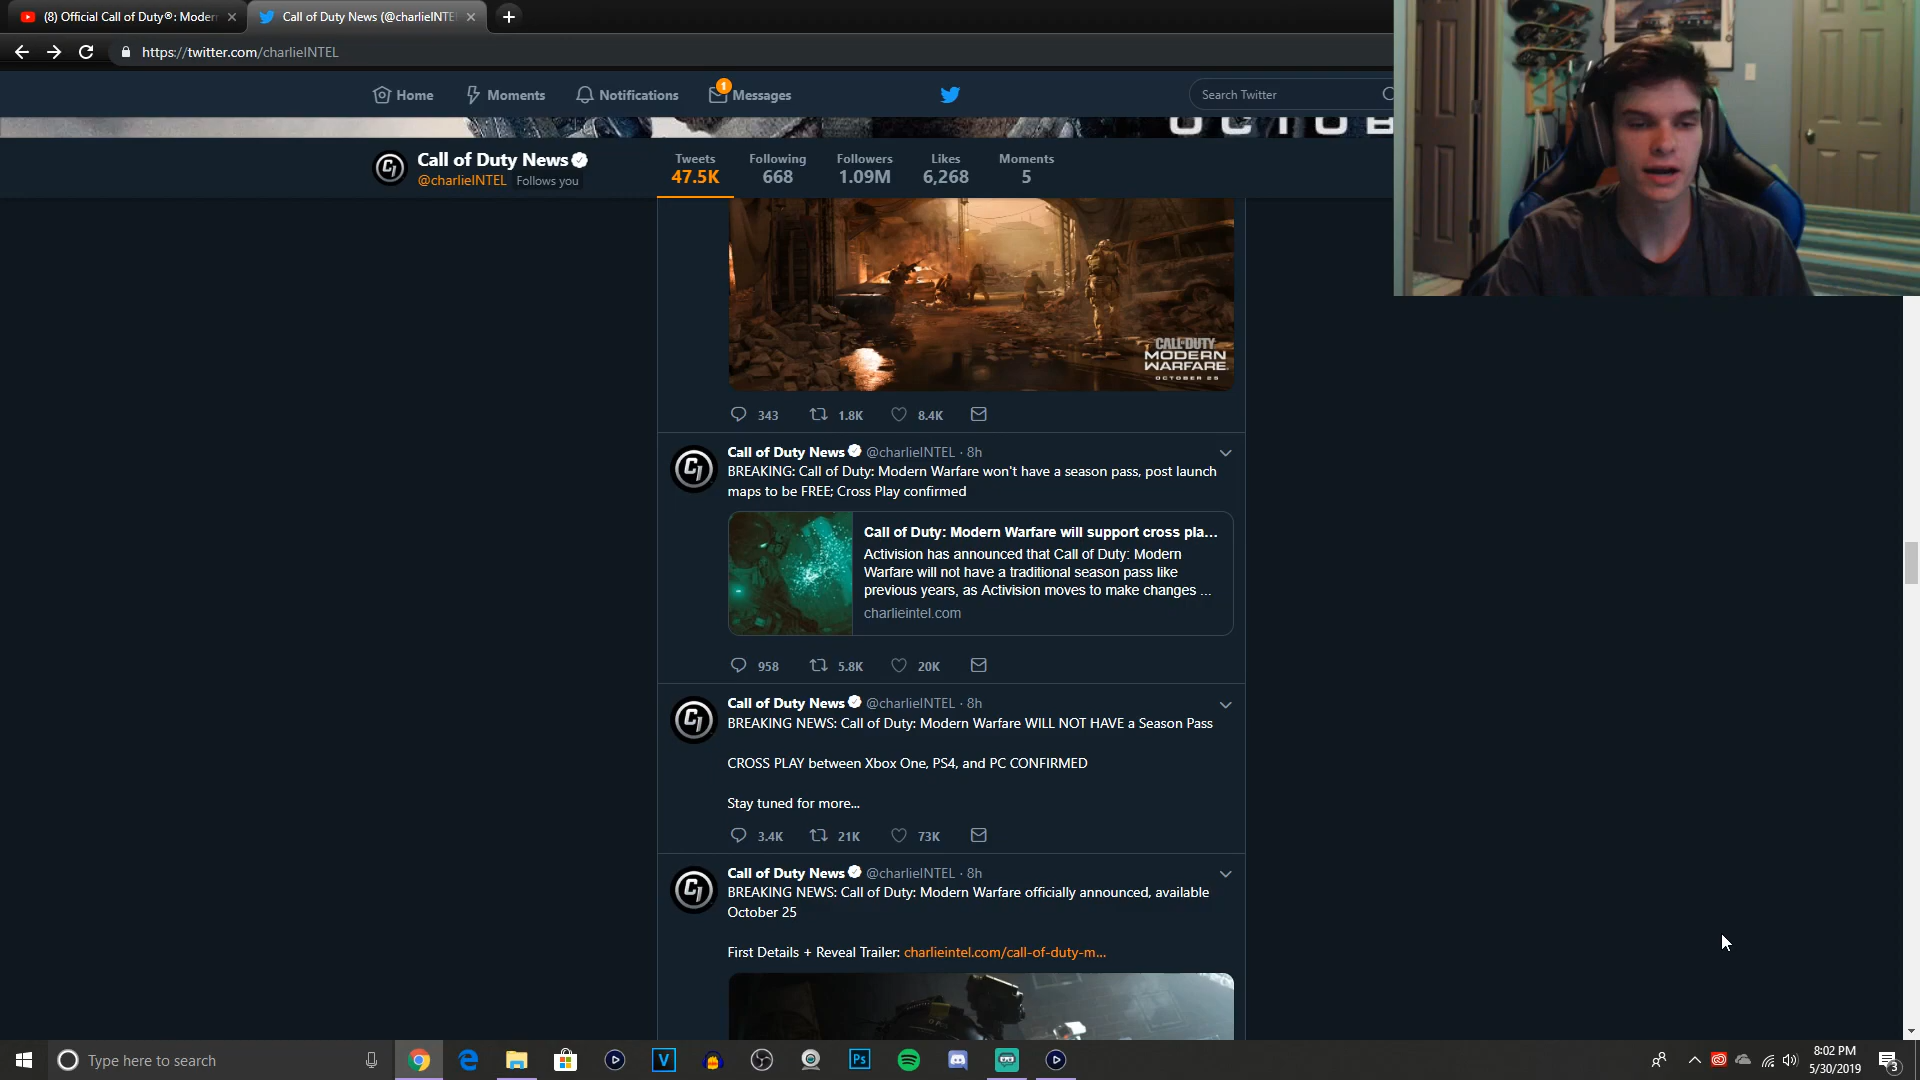 (8) Official Call of Duty®: Modern
Call of Duty News (@charlieINTE
https://twitter.com/charlieINTEL
Home
Moments
Notifications
1
Messages
Search Twitter
OCTOB
Call of Duty News
@charlieINTEL Follows you
Tweets
47.5K
Following
668
Followers
1.09M
Likes
6,268
Moments
5
CALL OF DUTY
MODERN
WARFARE
OCTOBER 25
343 1.8K 8.4K
Call of Duty News @charlieINTEL · 8h
BREAKING: Call of Duty: Modern Warfare won't have a season pass, post launch
maps to be FREE; Cross Play confirmed
Call of Duty: Modern Warfare will support cross pla...
Activision has announced that Call of Duty: Modern
Warfare will not have a traditional season pass like
previous years, as Activision moves to make changes ...
charlieintel.com
958 5.8K 20K
Call of Duty News @charlieINTEL · 8h
BREAKING NEWS: Call of Duty: Modern Warfare WILL NOT HAVE a Season Pass
CROSS PLAY between Xbox One, PS4, and PC CONFIRMED
Stay tuned for more...
3.4K 21K 73K
Call of Duty News @charlieINTEL · 8h
BREAKING NEWS: Call of Duty: Modern Warfare officially announced, available
October 25
First Details + Reveal Trailer: charlieintel.com/call-of-duty-m...
Type here to search
V
Ps
8:02 PM
5/30/2019
3